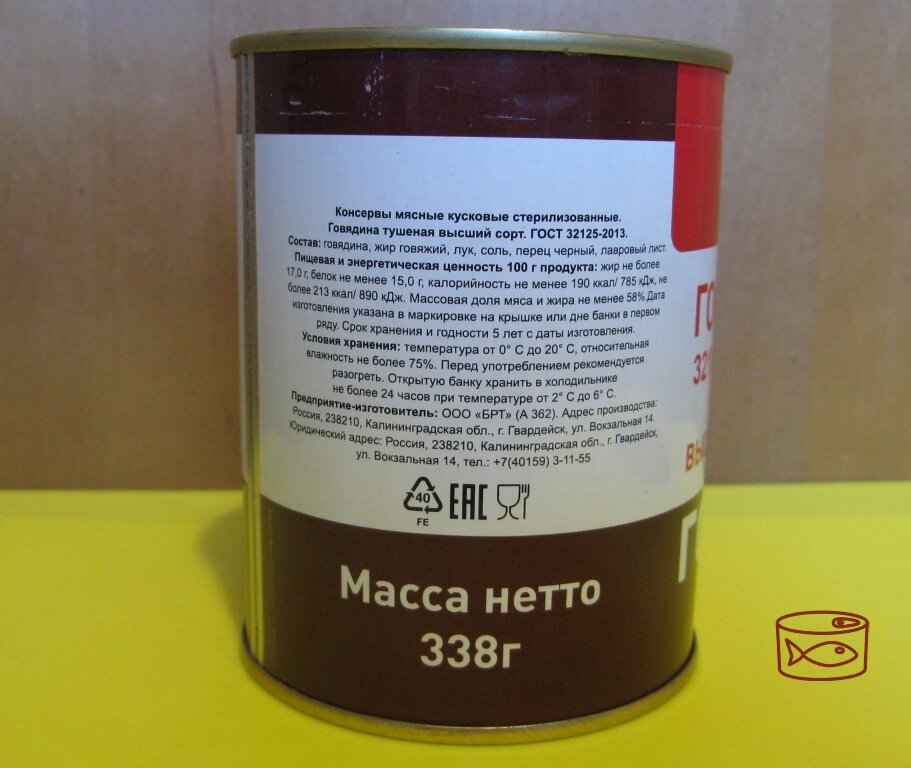 Консервы мясные кусковые стерилизованные.
Говядина тушеная высший сорт. ГОСТ 32125-2013.
Состав: говядина, жир говяжий, лук, соль, перец черный, лавровый лист.
Пищевая и энергетическая ценность 100 г продукта: жир не более
17,0 г, белок не менее 15,0 г, калорийность не менее 190 ккал/ 785 кДж, не
более 213 ккал/ 890 кДж. Массовая доля мяса и жира не менее 58%.Дата
изготовления указана в маркировке на крышке или дне банки в первом
ряду. Срок хранения и годности 5 лет с даты изготовления.
Условия хранения: температура от 0° С до 20° С, относительная
влажность не более 75%. Перед употреблением рекомендуется
разогреть. Открытую банку хранить в холодильнике
не более 24 часов при температуре от 2° С до 6° С.
Предприятие-изготовитель: ООО «БРТ» (А 362). Адрес производства:
Россия, 238210, Калининградская обл., г. Гвардейск, ул. Вокзальная 14.
Юридический адрес: Россия, 238210, Калининградская обл., г. Гвардейск,
ул. Вокзальная 14, тел.: +7(40159) 3-11-55
40
FE
EAC
Масса нетто
338г